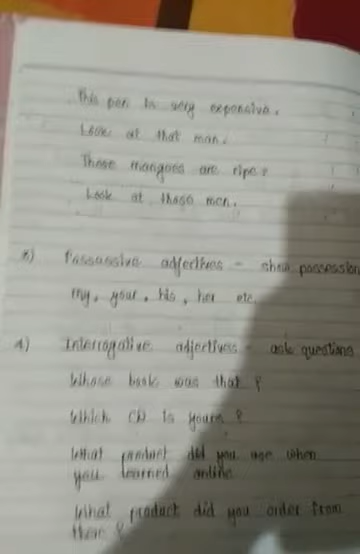 This pen is very expensive.
Look at that man.
These mangoes are ripe?
Look at those men.
3) Possessive adjectives - show possession
my, your, his, her etc.
4) Interrogative adjectives - ask questions
Whose book was that?
Which CD is yours?
What product did you use when
you learned online
What product did you order from
them?